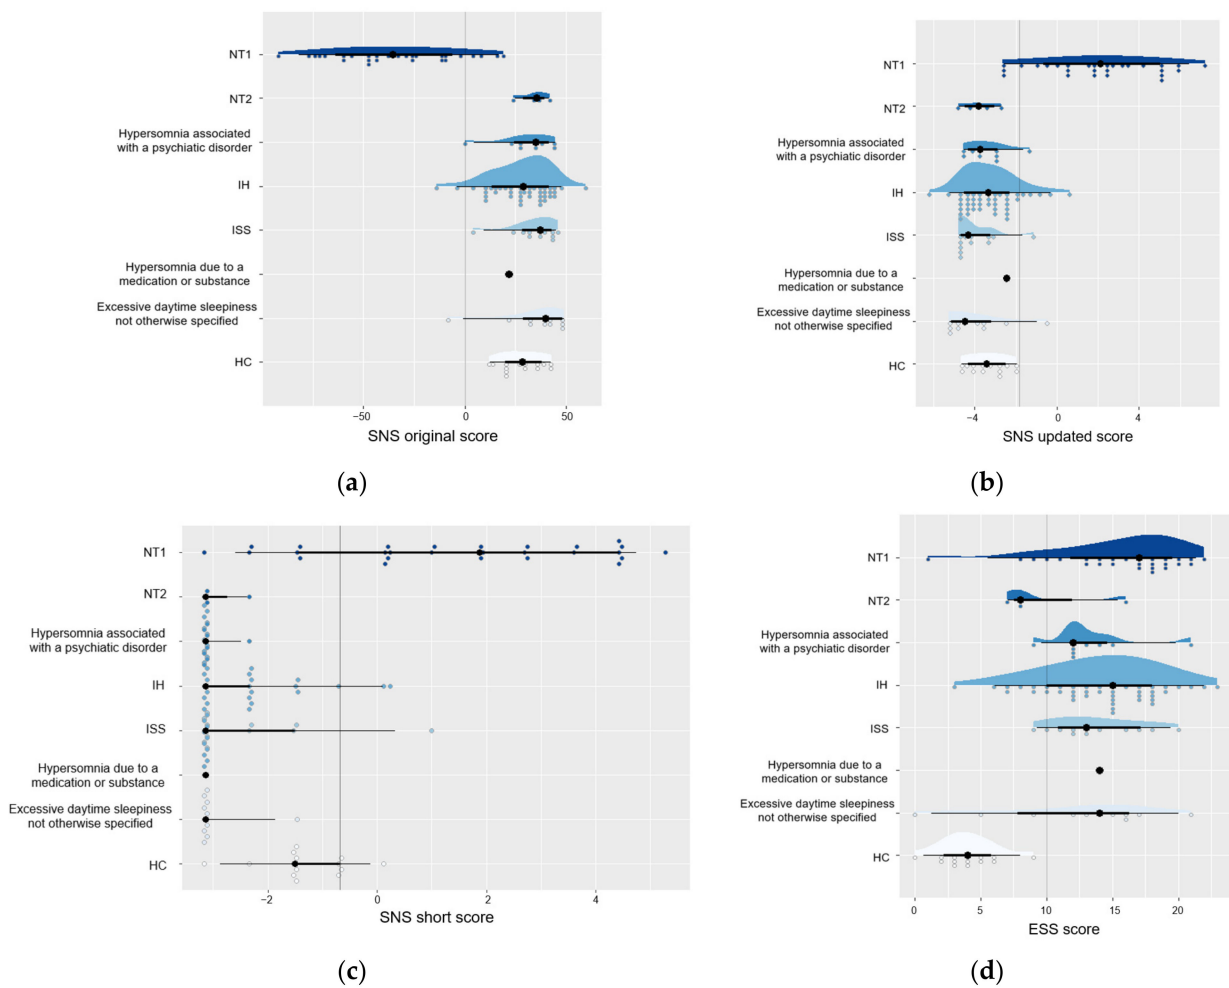 NT1
NT2
Hypersomnia associated
with a psychiatric disorder
IH
ISS
Hypersomnia due to a
medication or substance
Excessive daytime sleepiness
not otherwise specified
HC
−50
0
50
SNS original score
(a)
NT1
NT2
Hypersomnia associated
with a psychiatric disorder
IH
ISS
Hypersomnia due to a
medication or substance
Excessive daytime sleepiness
not otherwise specified
HC
−4
0
4
SNS updated score
(b)
NT1
NT2
Hypersomnia associated
with a psychiatric disorder
IH
ISS
Hypersomnia due to a
medication or substance
Excessive daytime sleepiness
not otherwise specified
HC
−2
0
2
4
SNS short score
(c)
NT1
NT2
Hypersomnia associated
with a psychiatric disorder
IH
ISS
Hypersomnia due to a
medication or substance
Excessive daytime sleepiness
not otherwise specified
HC
0
5
10
15
20
ESS score
(d)